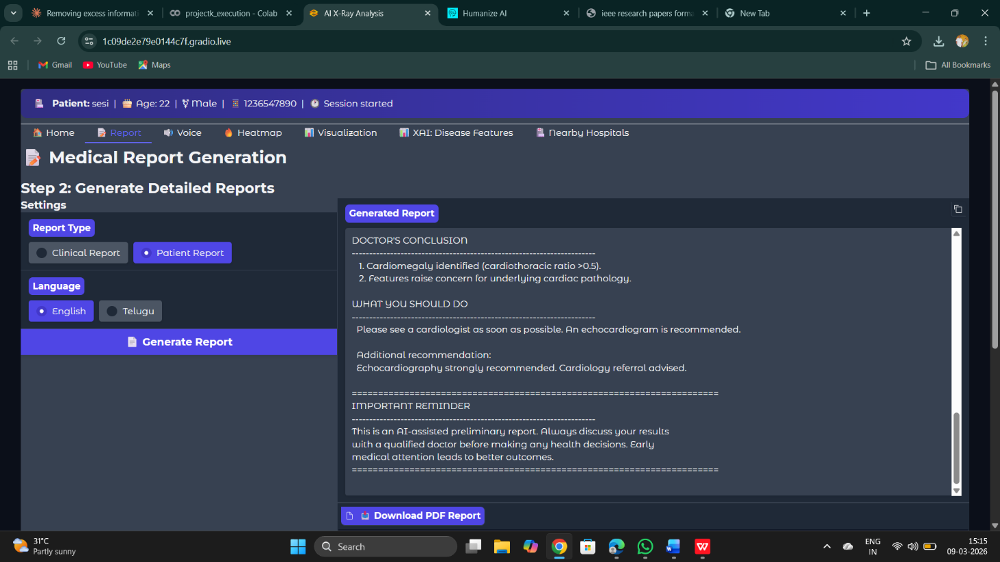 Removing excess informati
projectk_execution - Colab
AI X-Ray Analysis
Humanize AI
ieee research papers forma
New Tab
1c09de2e79e0144c7f.gradio.live
Gmail
YouTube
Maps
All Bookmarks
Patient: sesi | Age: 22 | Male | 1236547890 | Session started
Home
Report
Voice
Heatmap
Visualization
XAI: Disease Features
Nearby Hospitals
Medical Report Generation
Step 2: Generate Detailed Reports
Settings
Report Type
Clinical Report
Patient Report
Language
English
Telugu
Generate Report
Generated Report
DOCTOR'S CONCLUSION
----------------------------------------------------------------------
1. Cardiomegaly identified (cardiothoracic ratio >0.5).
2. Features raise concern for underlying cardiac pathology.
WHAT YOU SHOULD DO
----------------------------------------------------------------------
Please see a cardiologist as soon as possible. An echocardiogram is recommended.
Additional recommendation:
Echocardiography strongly recommended. Cardiology referral advised.
======================================================================
IMPORTANT REMINDER
----------------------------------------------------------------------
This is an AI-assisted preliminary report. Always discuss your results
with a qualified doctor before making any health decisions. Early
medical attention leads to better outcomes.
======================================================================
Download PDF Report
31°C
Partly sunny
Search
ENG
IN
15:15
09-03-2026